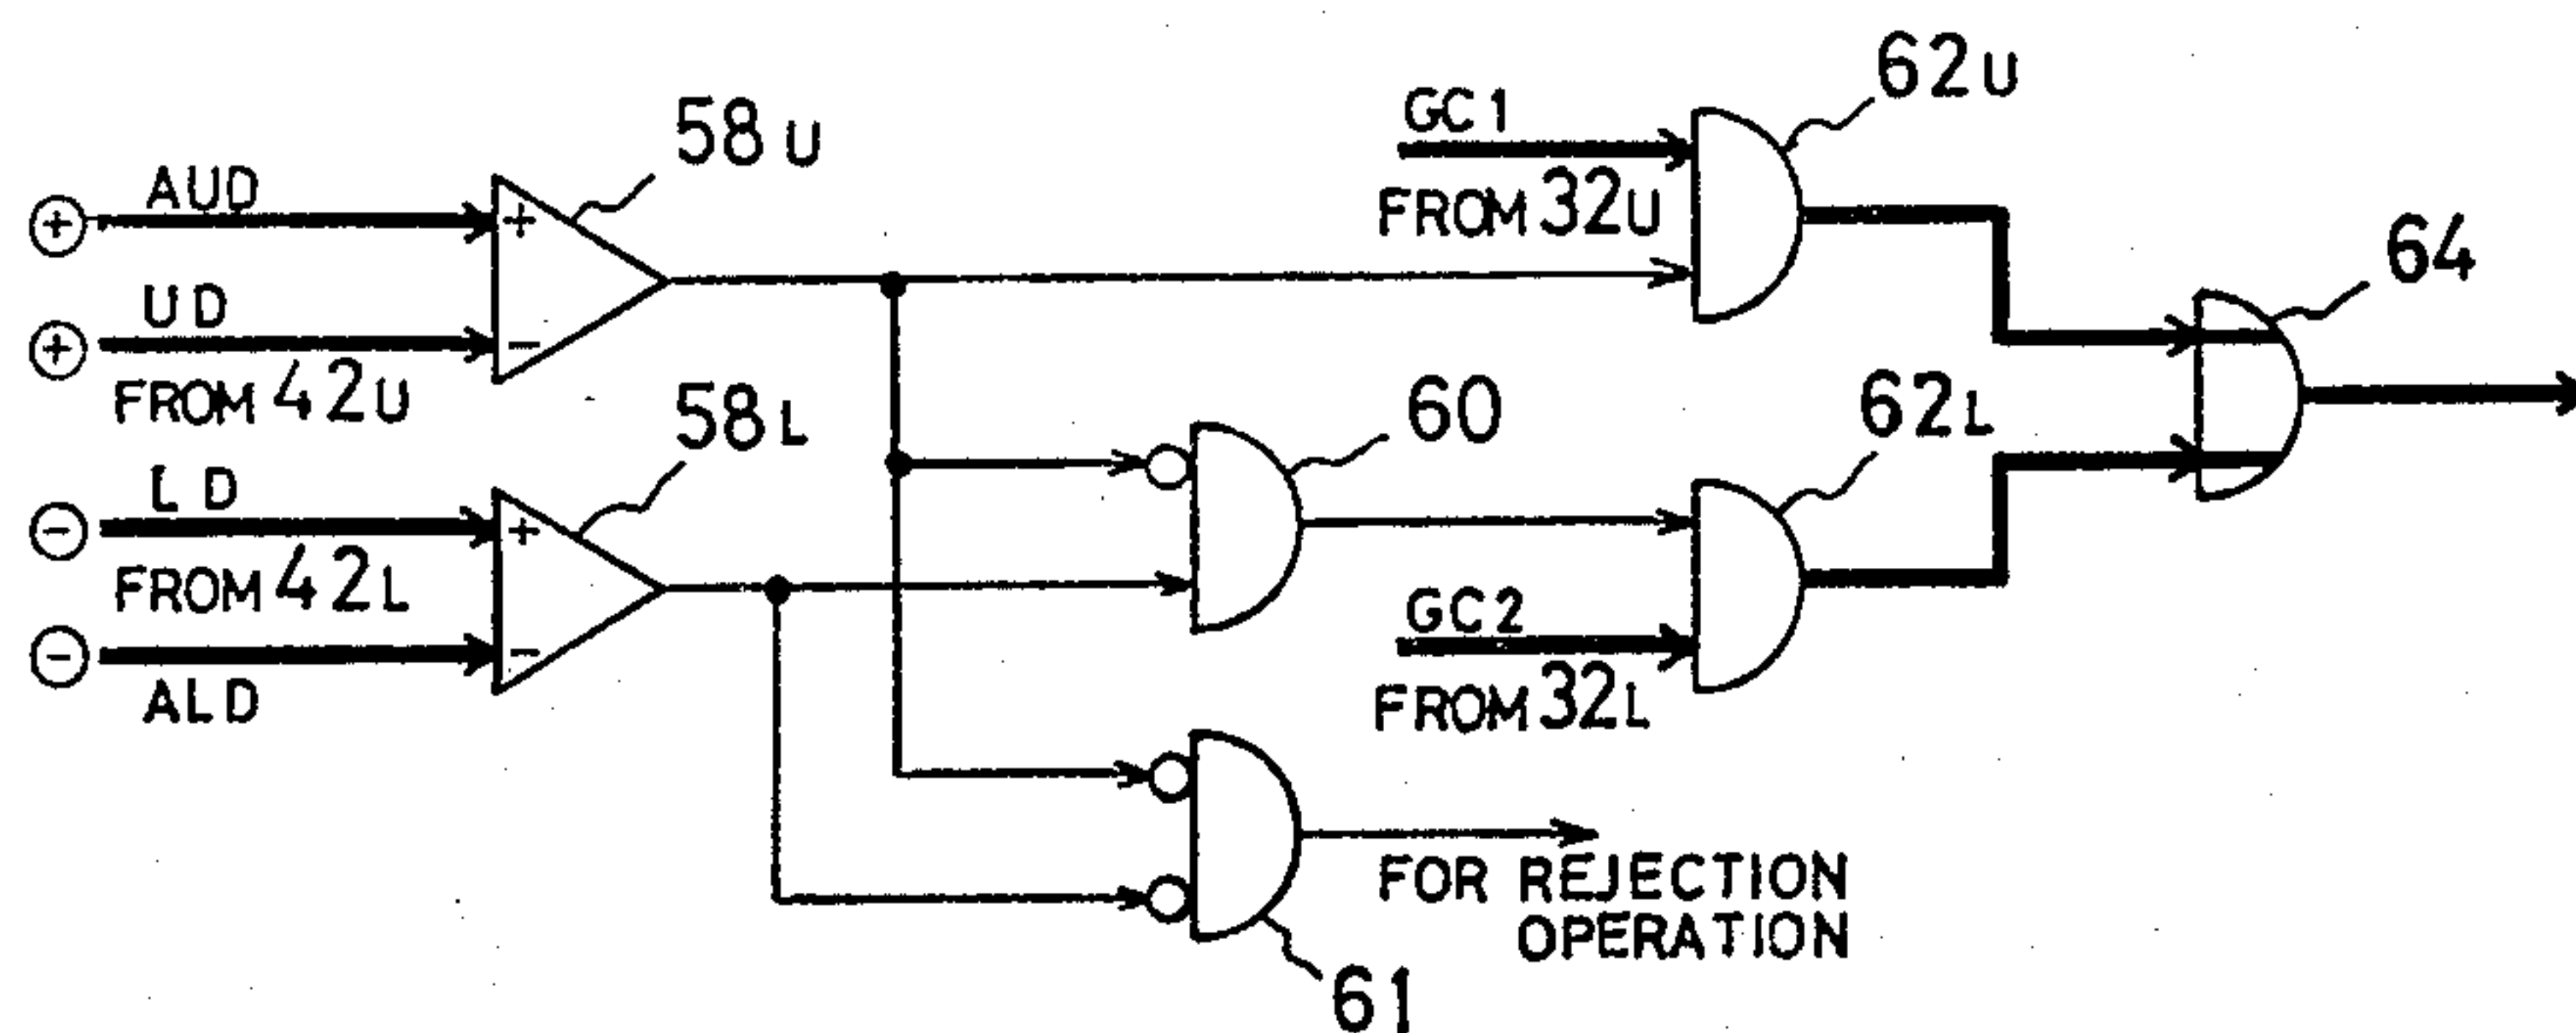 AUD
+
UD
+
FROM 42U
LD
-
FROM 42L
-
ALD
58U
+
-
58L
+
-
GC1
FROM 32U
62U
60
62L
GC2
FROM 32L
64
61
FOR REJECTION
OPERATION